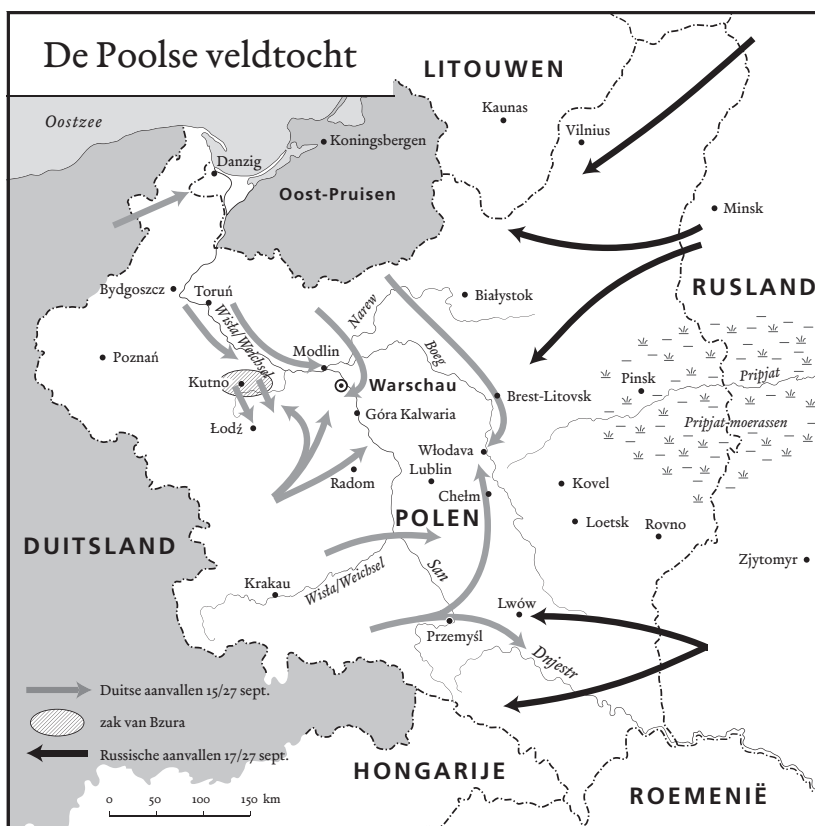 De Poolse veldtocht
LITOUWEN
Kaunas
Vilnius
Oostzee
Koningsbergen
Danzig
Oost-Pruisen
Minsk
RUSLAND
Bydgoszcz
Toruń
Białystok
Narew
Wisła/Weichsel
Boeg
Modlin
Poznań
Kutno
Warschau
Brest-Litovsk
Pinsk
Pripjat
Góra Kalwaria
Pripjat-moerassen
Łodź
Włodava
Lublin
Radom
Chełm
Kovel
POLEN
Loetsk
Rovno
DUITSLAND
Zjytomyr
Krakau
Wisła/Weichsel
San
Lwów
Przemyśl
Dnjestr
Duitse aanvallen 15/27 sept.
zak van Bzura
Russische aanvallen 17/27 sept.
HONGARIJE
ROEMENIË
0 50 100 150 km